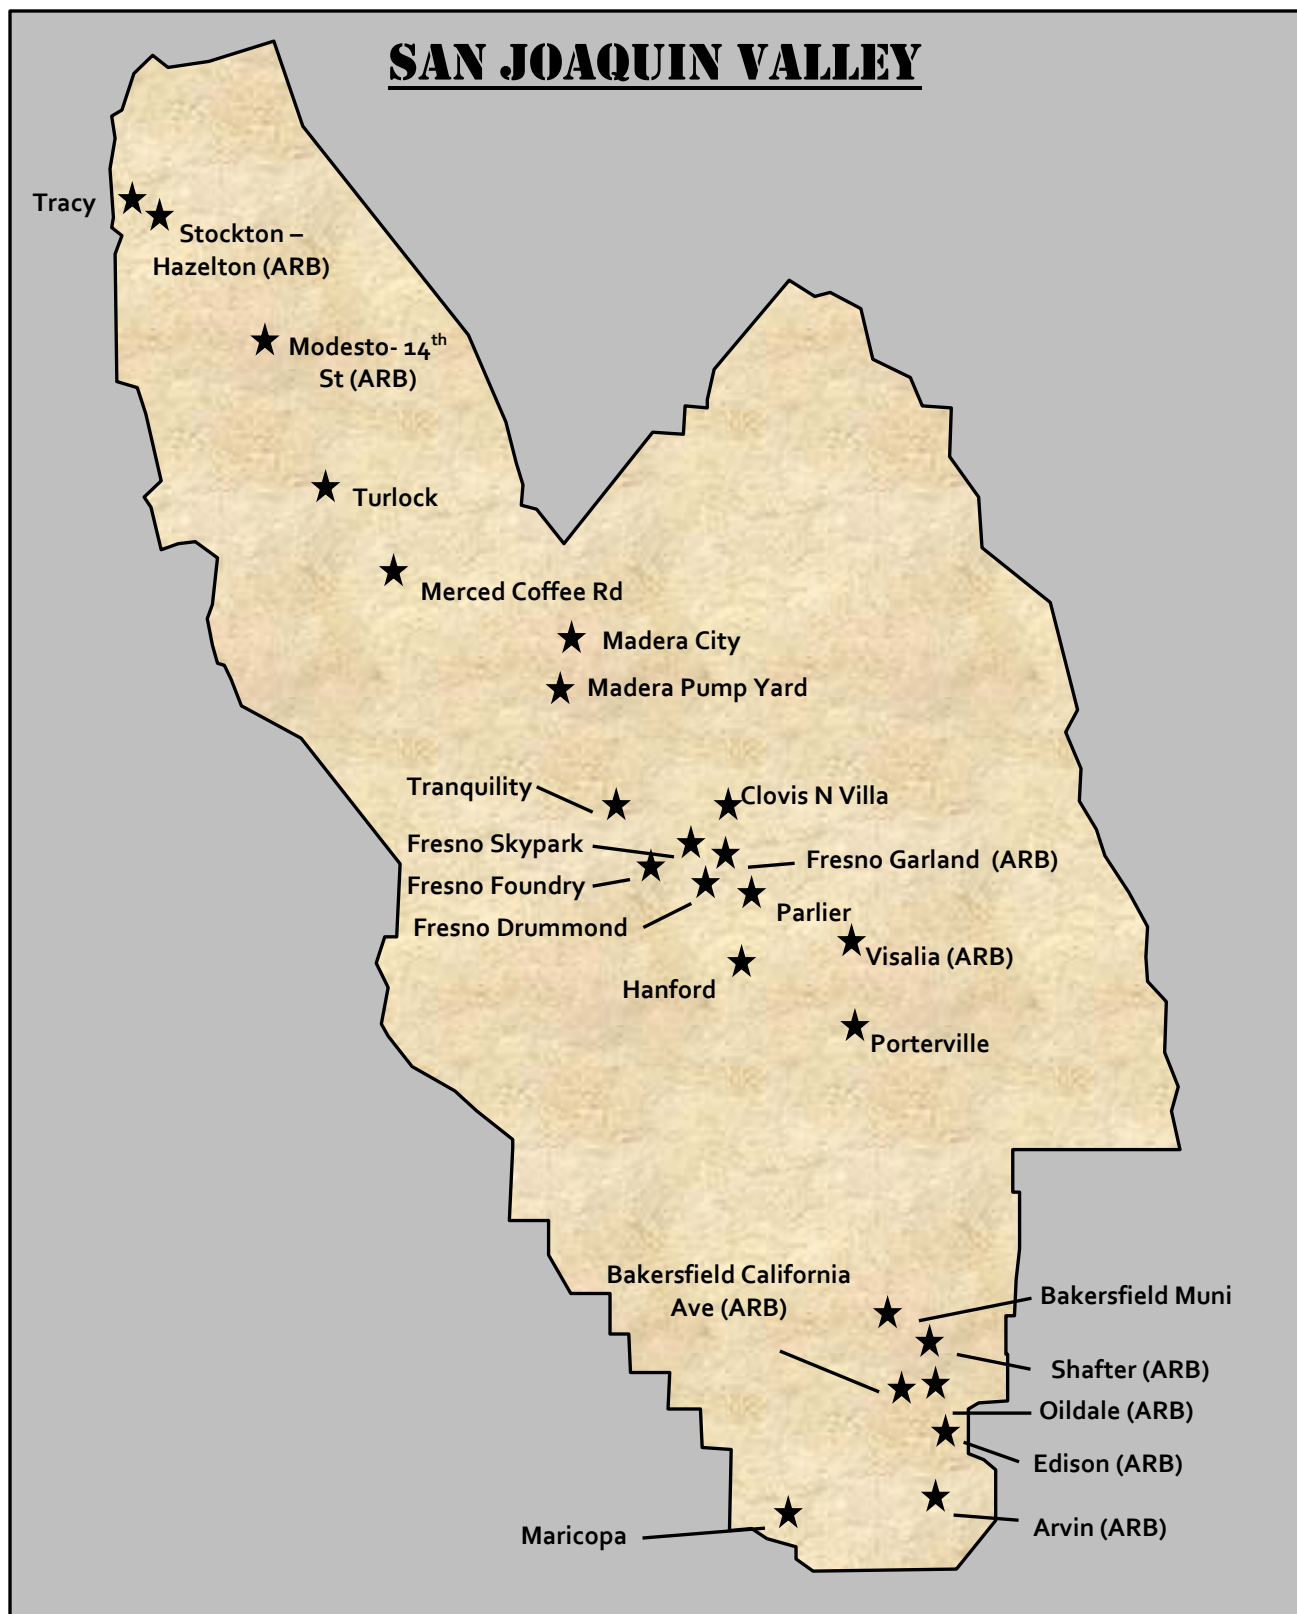 SAN JOAQUIN VALLEY
Tracy
Stockton –
Hazelton (ARB)
Modesto- 14th
St (ARB)
Turlock
Merced Coffee Rd
Madera City
Madera Pump Yard
Tranquility
Clovis N Villa
Fresno Skypark
Fresno Garland (ARB)
Fresno Foundry
Parlier
Fresno Drummond
Visalia (ARB)
Hanford
Porterville
Bakersfield California
Ave (ARB)
Bakersfield Muni
Shafter (ARB)
Oildale (ARB)
Edison (ARB)
Arvin (ARB)
Maricopa